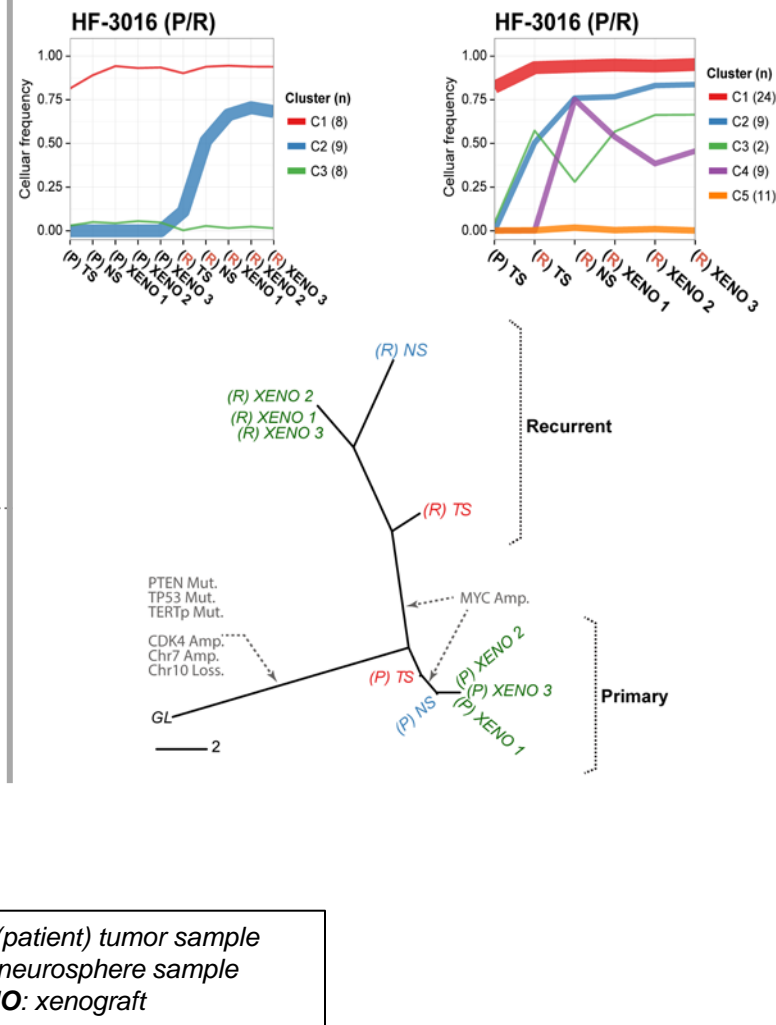 HF-3016 (P/R)
Celluar frequency
1.00
0.75
0.50
0.25
0.00
(P) TS
(P) NS
(P) XENO 1
(P) XENO 2
(P) XENO 3
(R) TS
(R) NS
(R) XENO 1
(R) XENO 2
(R) XENO 3
Cluster (n)
C1 (8)
C2 (9)
C3 (8)
HF-3016 (P/R)
Celluar frequency
1.00
0.75
0.50
0.25
0.00
(P) TS
(R) TS
(R) NS
(R) XENO 1
(R) XENO 2
(R) XENO 3
Cluster (n)
C1 (24)
C2 (9)
C3 (2)
C4 (9)
C5 (11)
(R) NS
(R) XENO 2
(R) XENO 1
(R) XENO 3
Recurrent
(R) TS
PTEN Mut.
TP53 Mut.
TERTp Mut.
CDK4 Amp.
Chr7 Amp.
Chr10 Loss.
MYC Amp.
(P) TS
(P) XENO 2
(P) XENO 3
(P) XENO 1
(P) NS
Primary
GL
2
(patient) tumor sample
neurosphere sample
O: xenograft